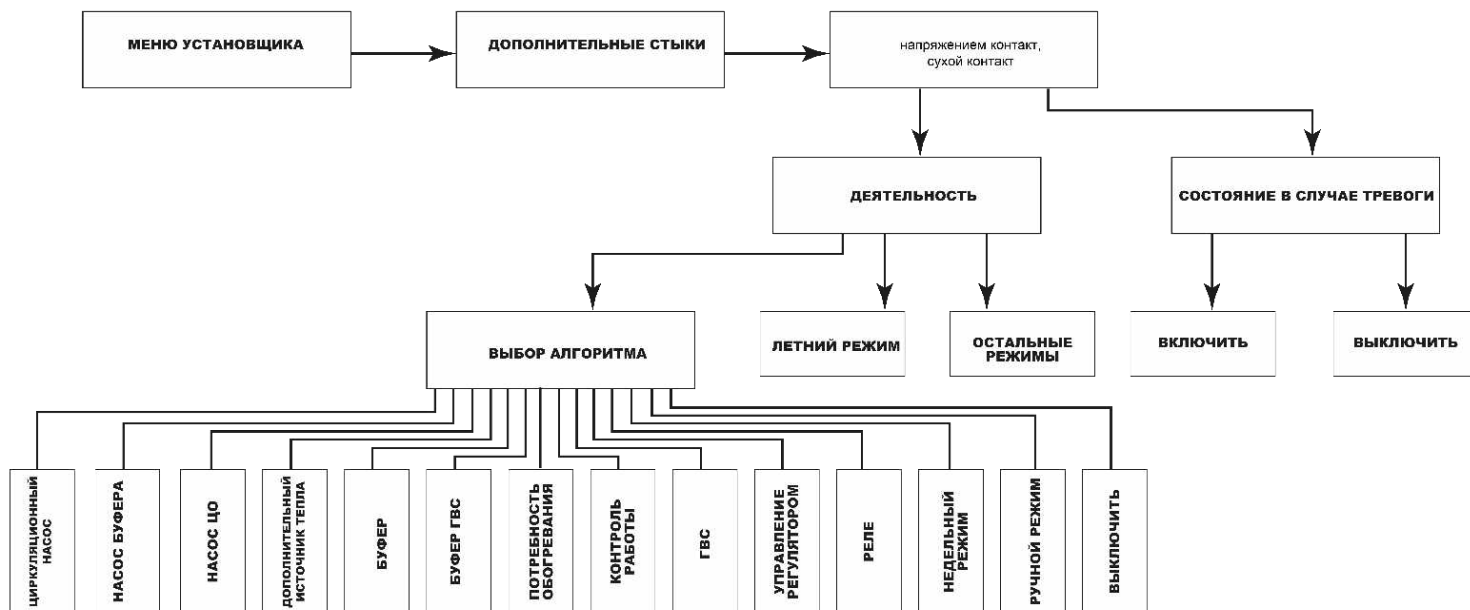 МЕНЮ УСТАНОВЩИКА
ДОПОЛНИТЕЛЬНЫЕ СТЫКИ
напряжением контакт,
сухой контакт
ДЕЯТЕЛЬНОСТЬ
СОСТОЯНИЕ В СЛУЧАЕ ТРЕВОГИ
ВЫБОР АЛГОРИТМА
ЛЕТНИЙ РЕЖИМ
ОСТАЛЬНЫЕ
РЕЖИМЫ
ВКЛЮЧИТЬ
ВЫКЛЮЧИТЬ
ЦИРКУЛЯЦИОННЫЙ
НАСОС
НАСОС БУФЕРА
НАСОС ЦО
ДОПОЛНИТЕЛЬНЫЙ
ИСТОЧНИК ТЕПЛА
БУФЕР
БУФЕР ГВС
ПОТРЕБНОСТЬ
ОБОГРЕВАНИЯ
КОНТРОЛЬ
РАБОТЫ
ГВС
УПРАВЛЕНИЕ
РЕГУЛЯТОРОМ
РЕЛЕ
НЕДЕЛЬНЫЙ
РЕЖИМ
РУЧНОЙ РЕЖИМ
ВЫКЛЮЧИТЬ